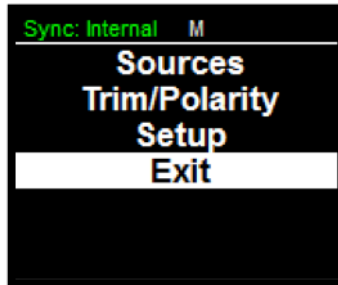 Sync: Internal M
Sources
Trim/Polarity
Setup
Exit